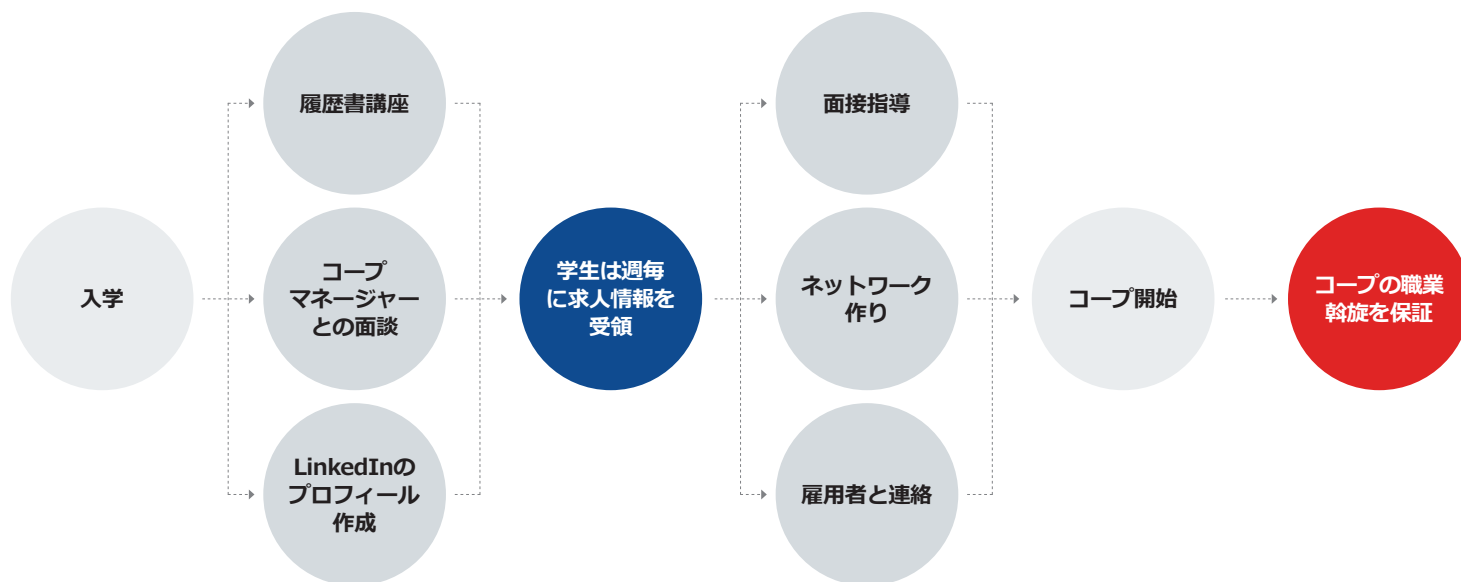 入学
履歴書講座
コープ
マネージャー
との面談
LinkedInの
プロフィール
作成
学生は週毎
に求人情報を
受領
面接指導
ネットワーク
作り
雇用者と連絡
コープ開始
コープの職業
斡旋を保証